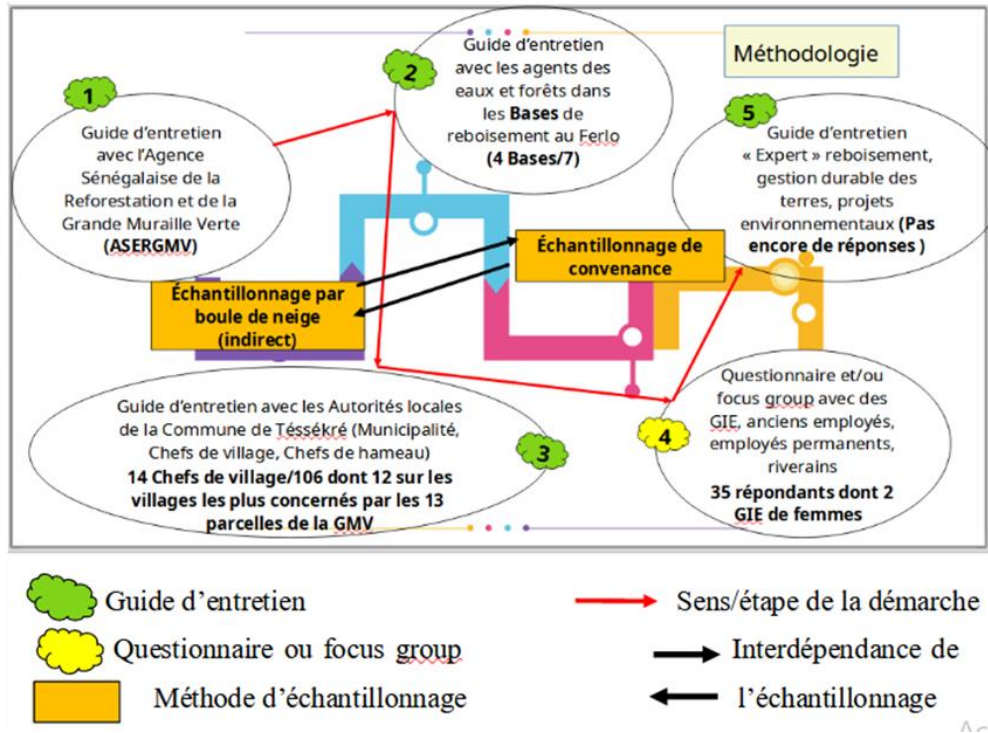 Méthodologie
1
Guide d’entretien
avec l’Agence
Sénégalaise de la
Reforestation et de la
Grande Muraille Verte
(ASERGMV)
2
Guide d’entretien
avec les agents des
eaux et forêts dans
les Bases de
reboisement au Ferlo
(4 Bases/7)
5
Guide d’entretien
« Expert » reboisement,
gestion durable des
terres, projets
environnementaux (Pas
encore de réponses )
Échantillonnage de
convenance
Échantillonnage par
boule de neige
(indirect)
Guide d’entretien avec les Autorités locales
de la Commune de Téssékré (Municipalité,
Chefs de village, Chefs de hameau)
14 Chefs de village/106 dont 12 sur les
villages les plus concernés par les 13
parcelles de la GMV
3
4
Questionnaire et/ou
focus group avec des
GIE, anciens employés,
employés permanents,
riverains
35 répondants dont 2
GIE de femmes
Guide d’entretien
Questionnaire ou focus group
Méthode d’échantillonnage
Sens/étape de la démarche
Interdépendance de
l’échantillonnage